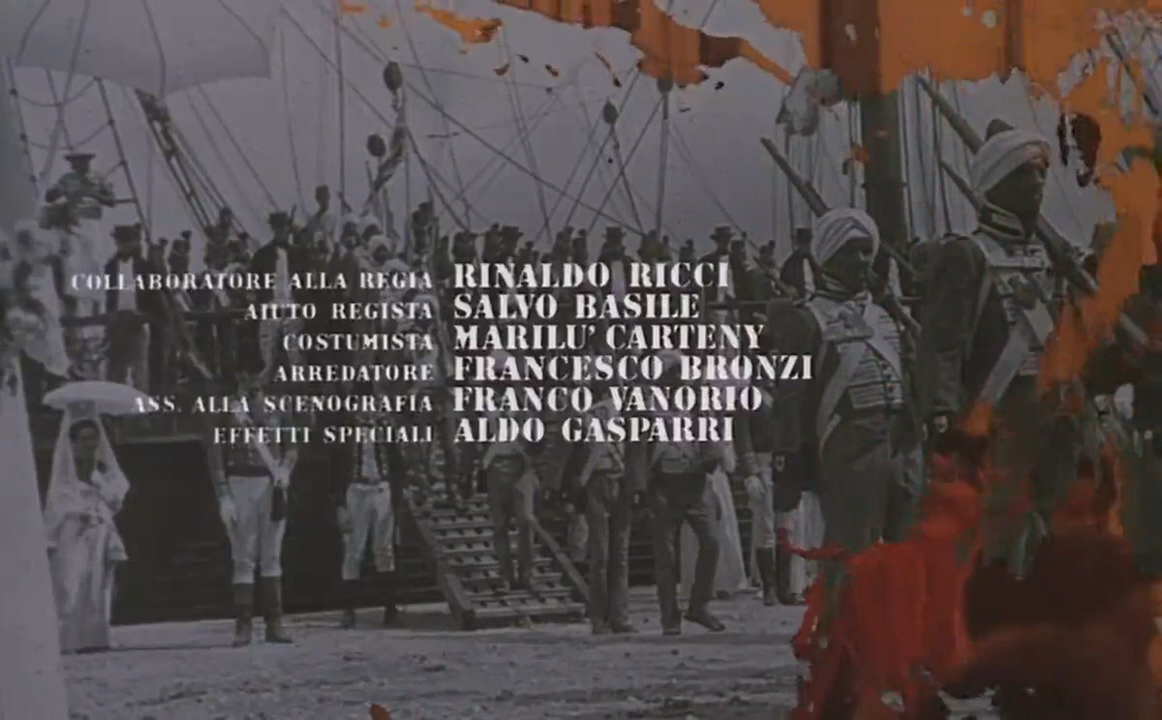 COLLABORATORE ALLA REGIA RINALDO RICCI
AIUTO REGISTA SALVO BASILE
COSTUMISTA MARILU' CARTENY
ARREDATORE FRANCESCO BRONZI
ASS. ALLA SCENOGRAFIA FRANCO VANORIO
EFFETTI SPECIALI ALDO GASPARRI